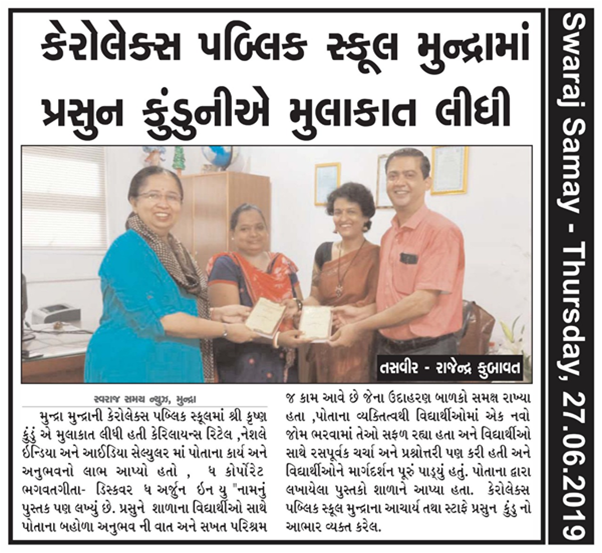 કેરોલેક્સ પબ્લિક સ્કૂલ મુન્દ્રામાં
પ્રસુન કુંડુનીએ મુલાકાત લીધી
તસવીર - રાજેન્દ્ર કુબાવત
સ્વરાજ સમય ન્યુઝ, મુન્દ્રા
મુન્દ્રા મુન્દ્રાની કેરોલેક્સ પબ્લિક સ્કૂલમાં શ્રી કૃષ્ણ
કુંડું એ મુલાકાત લીધી હતી કેરિલાયન્સ રિટેલ ,નેશલે
ઇન્ડિયા અને આઈડિયા સેલ્યુલર માં પોતાના કાર્ય અને
અનુભવનો લાભ આપ્યો હતો , ધ કોર્પોરેટ
ભગવતગીતા- ડિસ્કવર ધ અર્જુન ઇન યુ "નામનું
પુસ્તક પણ લખ્યું છે. પ્રસુને શાળાના વિદ્યાર્થીઓ સાથે
પોતાના બહોળા અનુભવ ની વાત અને સખત પરિશ્રમ
જ કામ આવે છે જેના ઉદાહરણ બાળકો સમક્ષ રાખ્યા
હતા ,પોતાના વ્યક્તિત્વથી વિદ્યાર્થીઓમાં એક નવો
જોમ ભરવામાં તેઓ સફળ રહ્યા હતા અને વિદ્યાર્થીઓ
સાથે રસપૂર્વક ચર્ચા અને પ્રશ્નોત્તરી પણ કરી હતી અને
વિદ્યાર્થીઓને માર્ગદર્શન પૂરું પાડ્યું હતું. પોતાના દ્વારા
લખાયેલા પુસ્તકો શાળાને આપ્યા હતા. કેરોલેક્સ
પબ્લિક સ્કૂલ મુન્દ્રાના આચાર્ય તથા સ્ટાફે પ્રસુન કુંડુ નો
આભાર વ્યક્ત કરેલ.
Swaraj Samay - Thursday, 27.06.2019